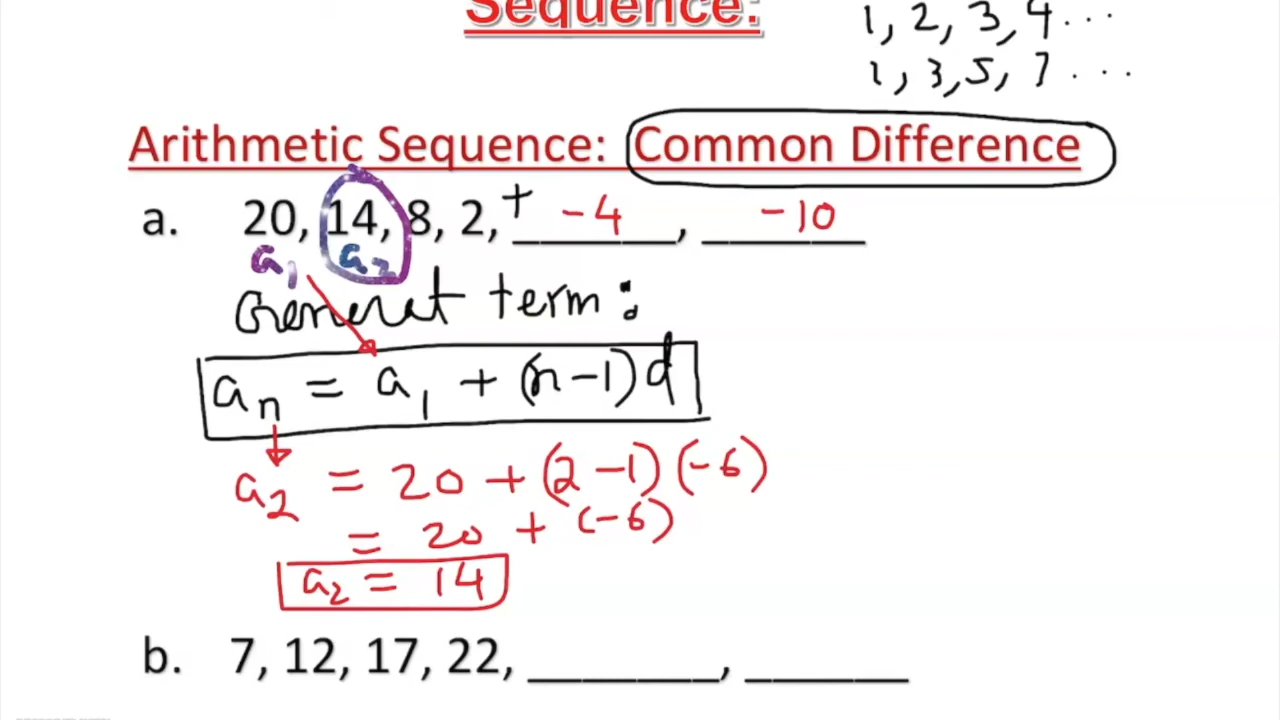 Sequence:
1, 2, 3, 4 ...
1, 3, 5, 7 ...
Arithmetic Sequence: Common Difference
a. 20, 14, 8, 2, + -4, -10
a₁ a₂
General term:
aₙ = a₁ + (n-1)d
a₂ = 20 + (2-1)(-6)
= 20 + (-6)
a₂ = 14
b. 7, 12, 17, 22, ______, ______